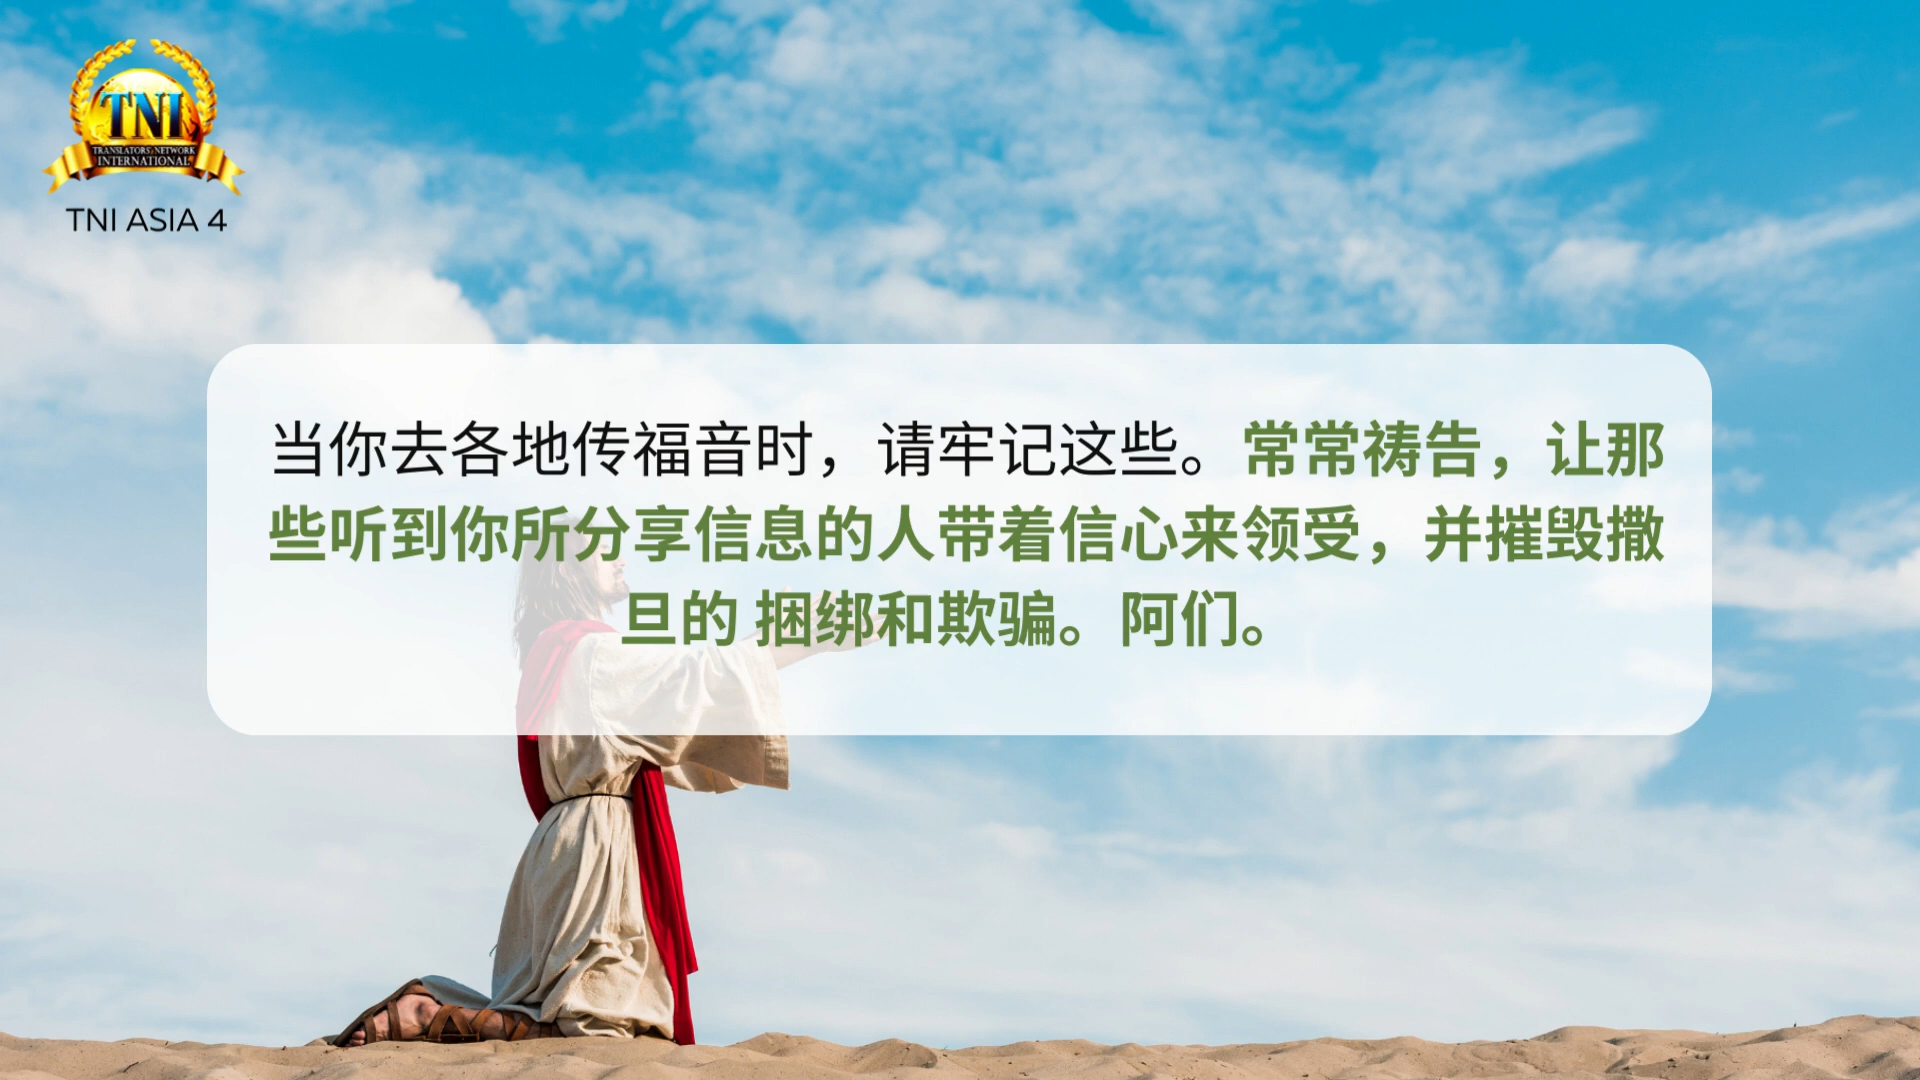 TNI
TRANSLATORS' NETWORK
INTERNATIONAL
TNI ASIA 4
当你去各地传福音时，请牢记这些。常常祷告，让那
些听到你所分享信息的人带着信心来领受，并摧毁撒
旦的 捆绑和欺骗。阿们。